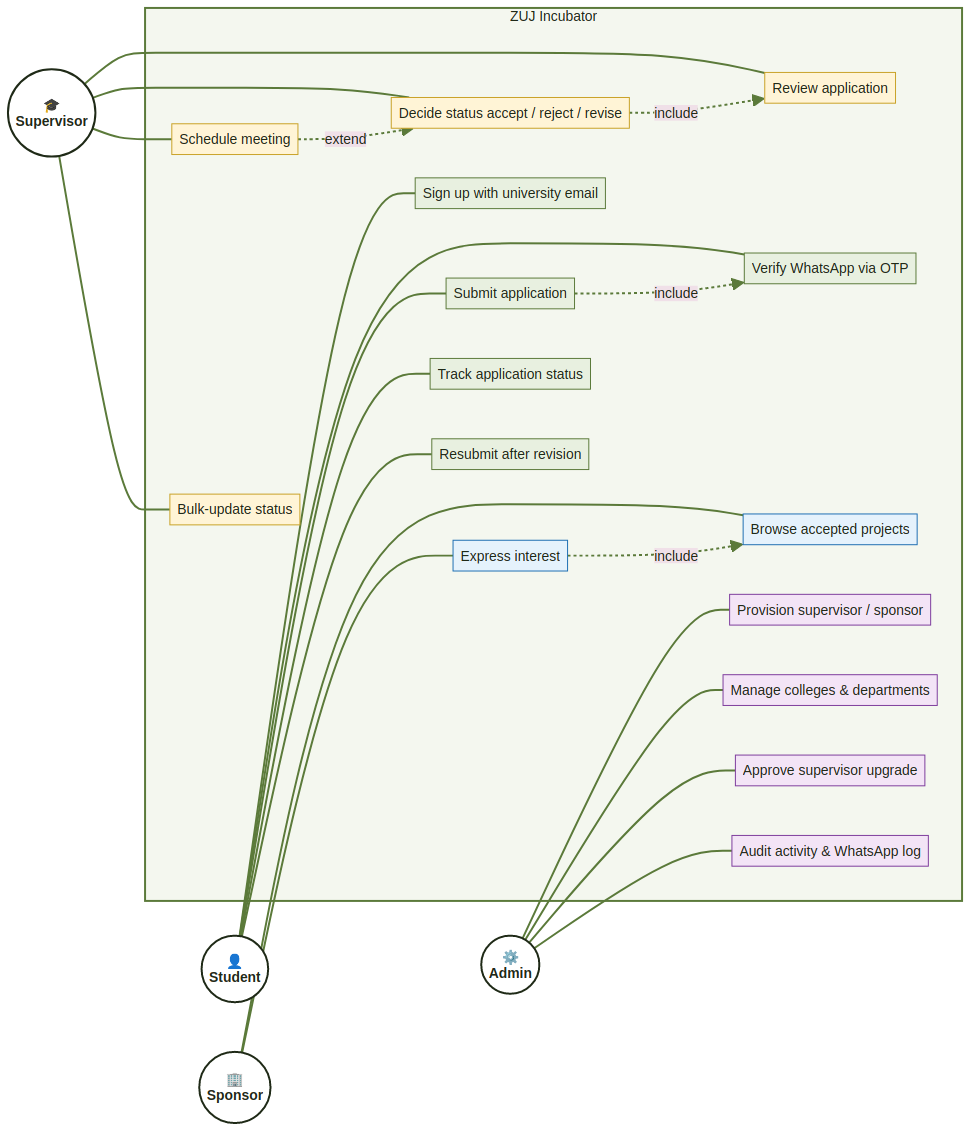 ZUJ Incubator
Supervisor
Review application
Decide status accept / reject / revise
include
Schedule meeting
extend
Sign up with university email
Verify WhatsApp via OTP
Submit application
include
Track application status
Resubmit after revision
Bulk-update status
Browse accepted projects
Express interest
include
Provision supervisor / sponsor
Manage colleges & departments
Approve supervisor upgrade
Audit activity & WhatsApp log
Student
Admin
Sponsor